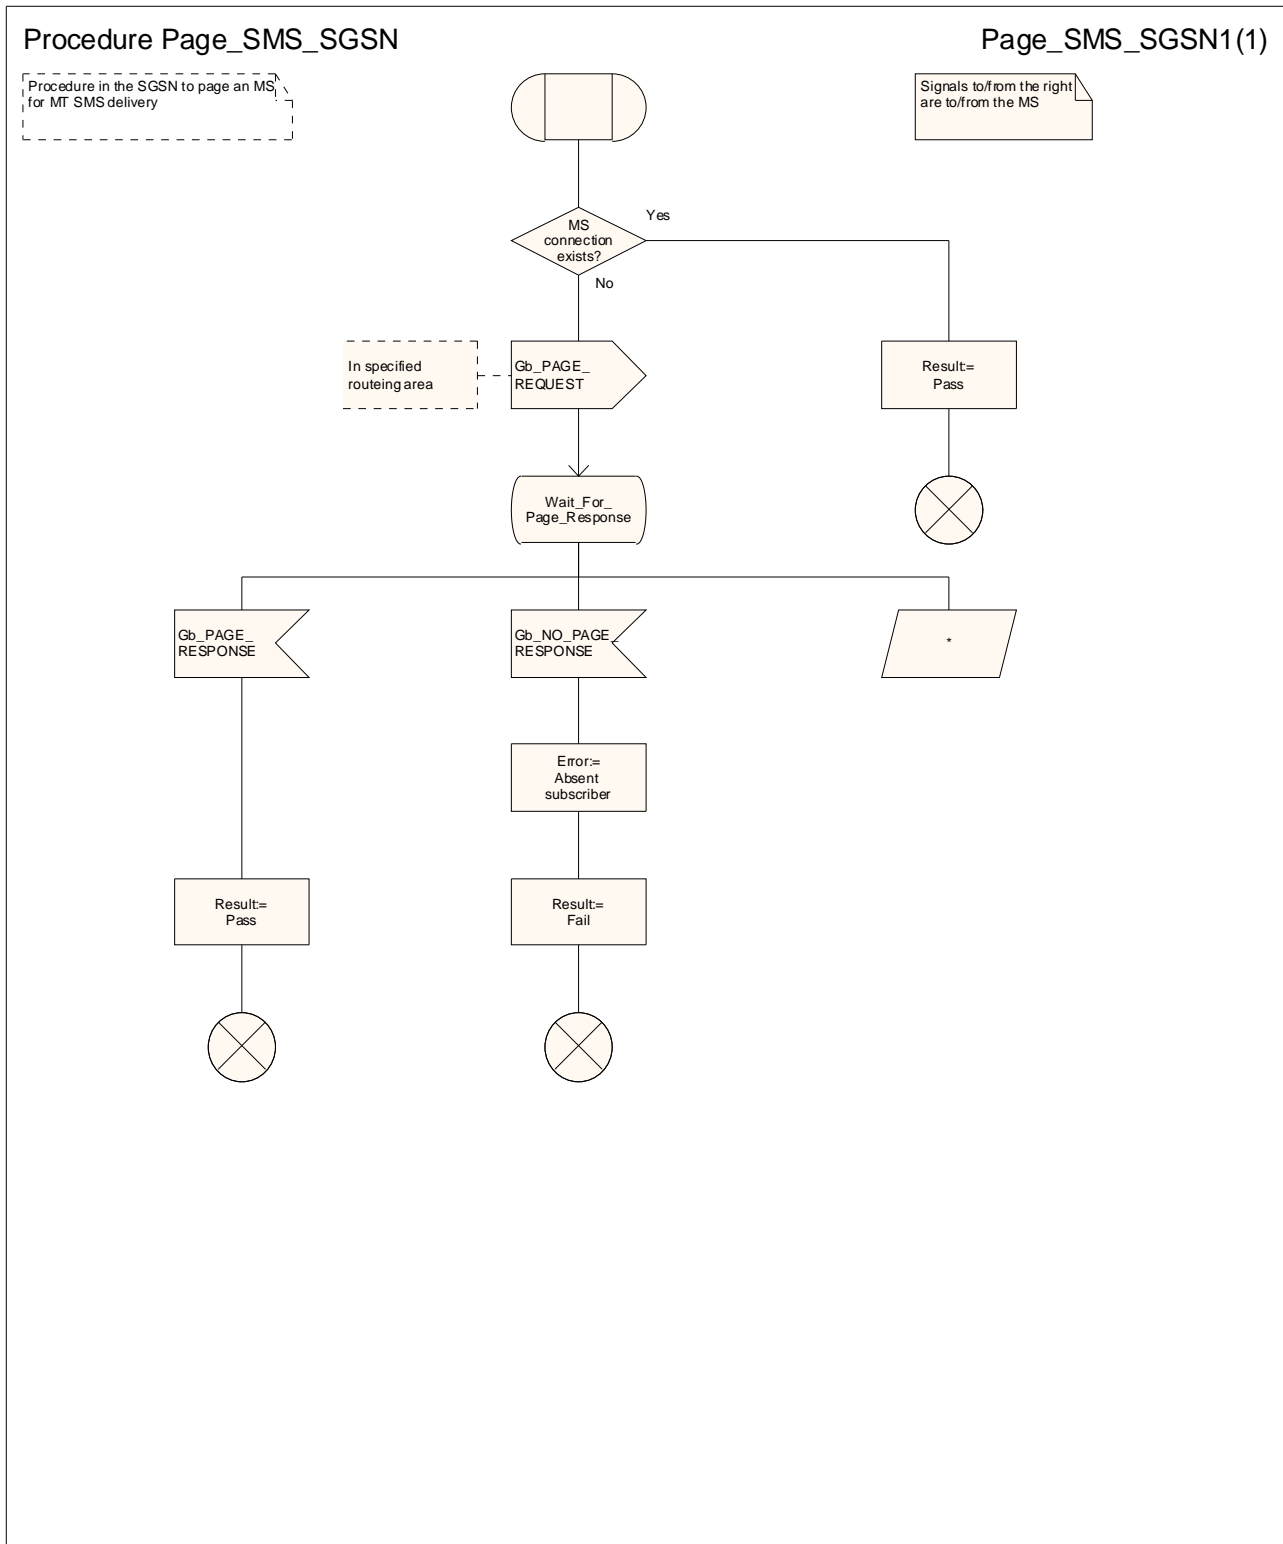 Procedure Page_SMS_SGSN
Page_SMS_SGSN1(1)
Procedure in the SGSN to page an MS
for MT SMS delivery
Signals to/from the right
are to/from the MS
MS
connection
exists?
Yes
No
In specified
routeing area
Gb_PAGE_
REQUEST
Result:=
Pass
Wait_For_
Page_Response
Gb_PAGE_
RESPONSE
Gb_NO_PAGE_
RESPONSE
*
Error:=
Absent
subscriber
Result:=
Pass
Result:=
Fail